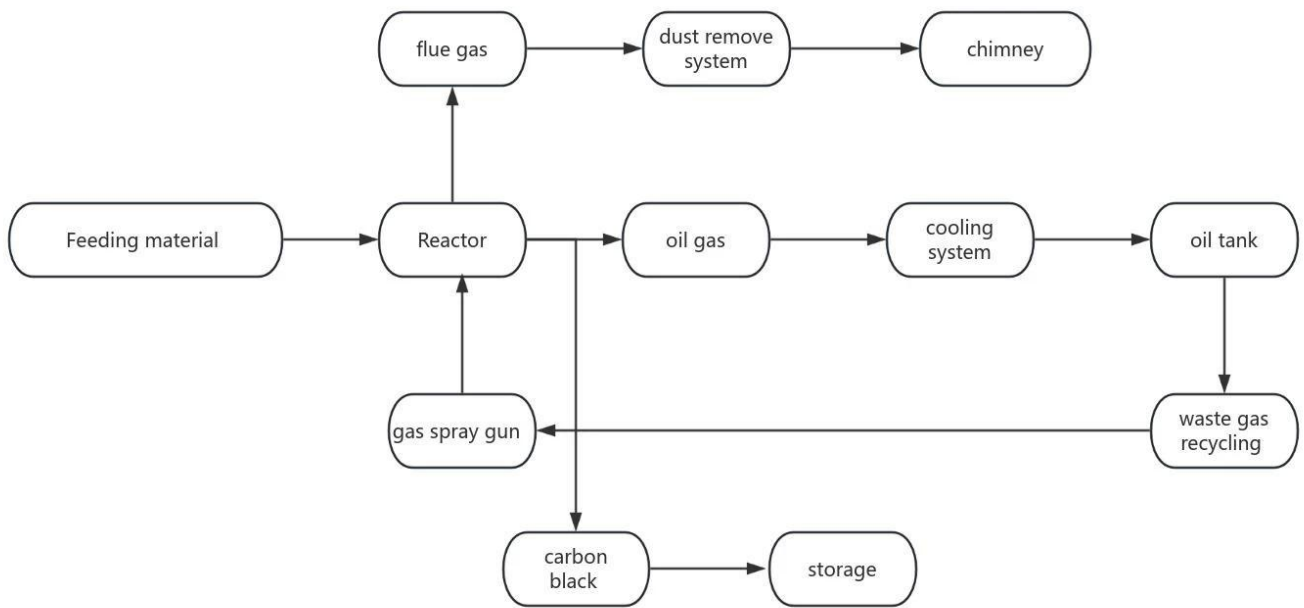 flue gas
dust remove
system
chimney
Feeding material
Reactor
oil gas
cooling
system
oil tank
gas spray gun
waste gas
recycling
carbon
black
storage